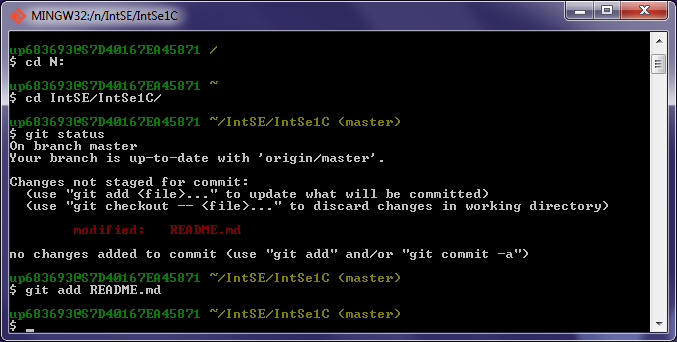 MINGW32:/n/IntSE/IntSe1C
up683693@S7D40167EA45871 /
$ cd N:
up683693@S7D40167EA45871 ~
$ cd IntSE/IntSe1C/
up683693@S7D40167EA45871 ~/IntSE/IntSe1C (master)
$ git status
On branch master
Your branch is up-to-date with 'origin/master'.
Changes not staged for commit:
(use "git add <file>..." to update what will be committed)
(use "git checkout -- <file>..." to discard changes in working directory)
modified: README.md
no changes added to commit (use "git add" and/or "git commit -a")
up683693@S7D40167EA45871 ~/IntSE/IntSe1C (master)
$ git add README.md
up683693@S7D40167EA45871 ~/IntSE/IntSe1C (master)
$ _